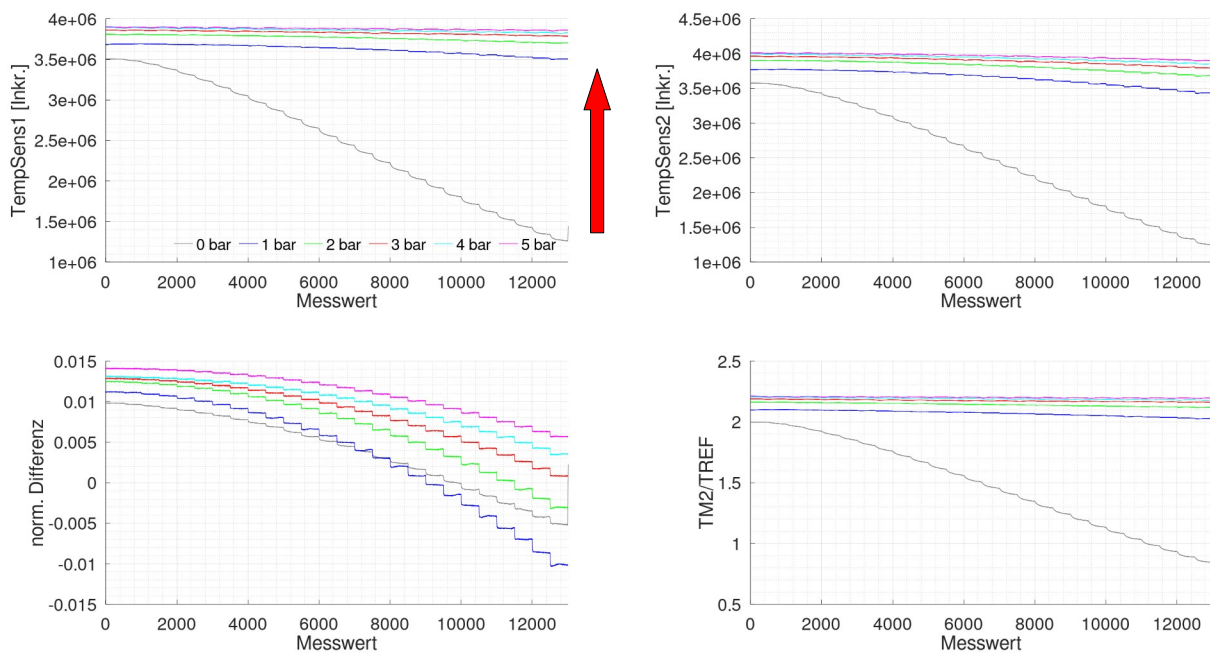 4e+06
3.5e+06
3e+06
2.5e+06
2e+06
1.5e+06
1e+06
TempSens1 [Inkr.]
0 bar 1 bar 2 bar 3 bar 4 bar 5 bar
0 2000 4000 6000 8000 10000 12000
Messwert
4.5e+06
4e+06
3.5e+06
3e+06
2.5e+06
2e+06
1.5e+06
1e+06
TempSens2 [Inkr.]
0 2000 4000 6000 8000 10000 12000
Messwert
0.015
0.01
0.005
0
-0.005
-0.01
-0.015
norm. Differenz
0 2000 4000 6000 8000 10000 12000
Messwert
2.5
2
1.5
1
0.5
TM2/TREF
0 2000 4000 6000 8000 10000 12000
Messwert